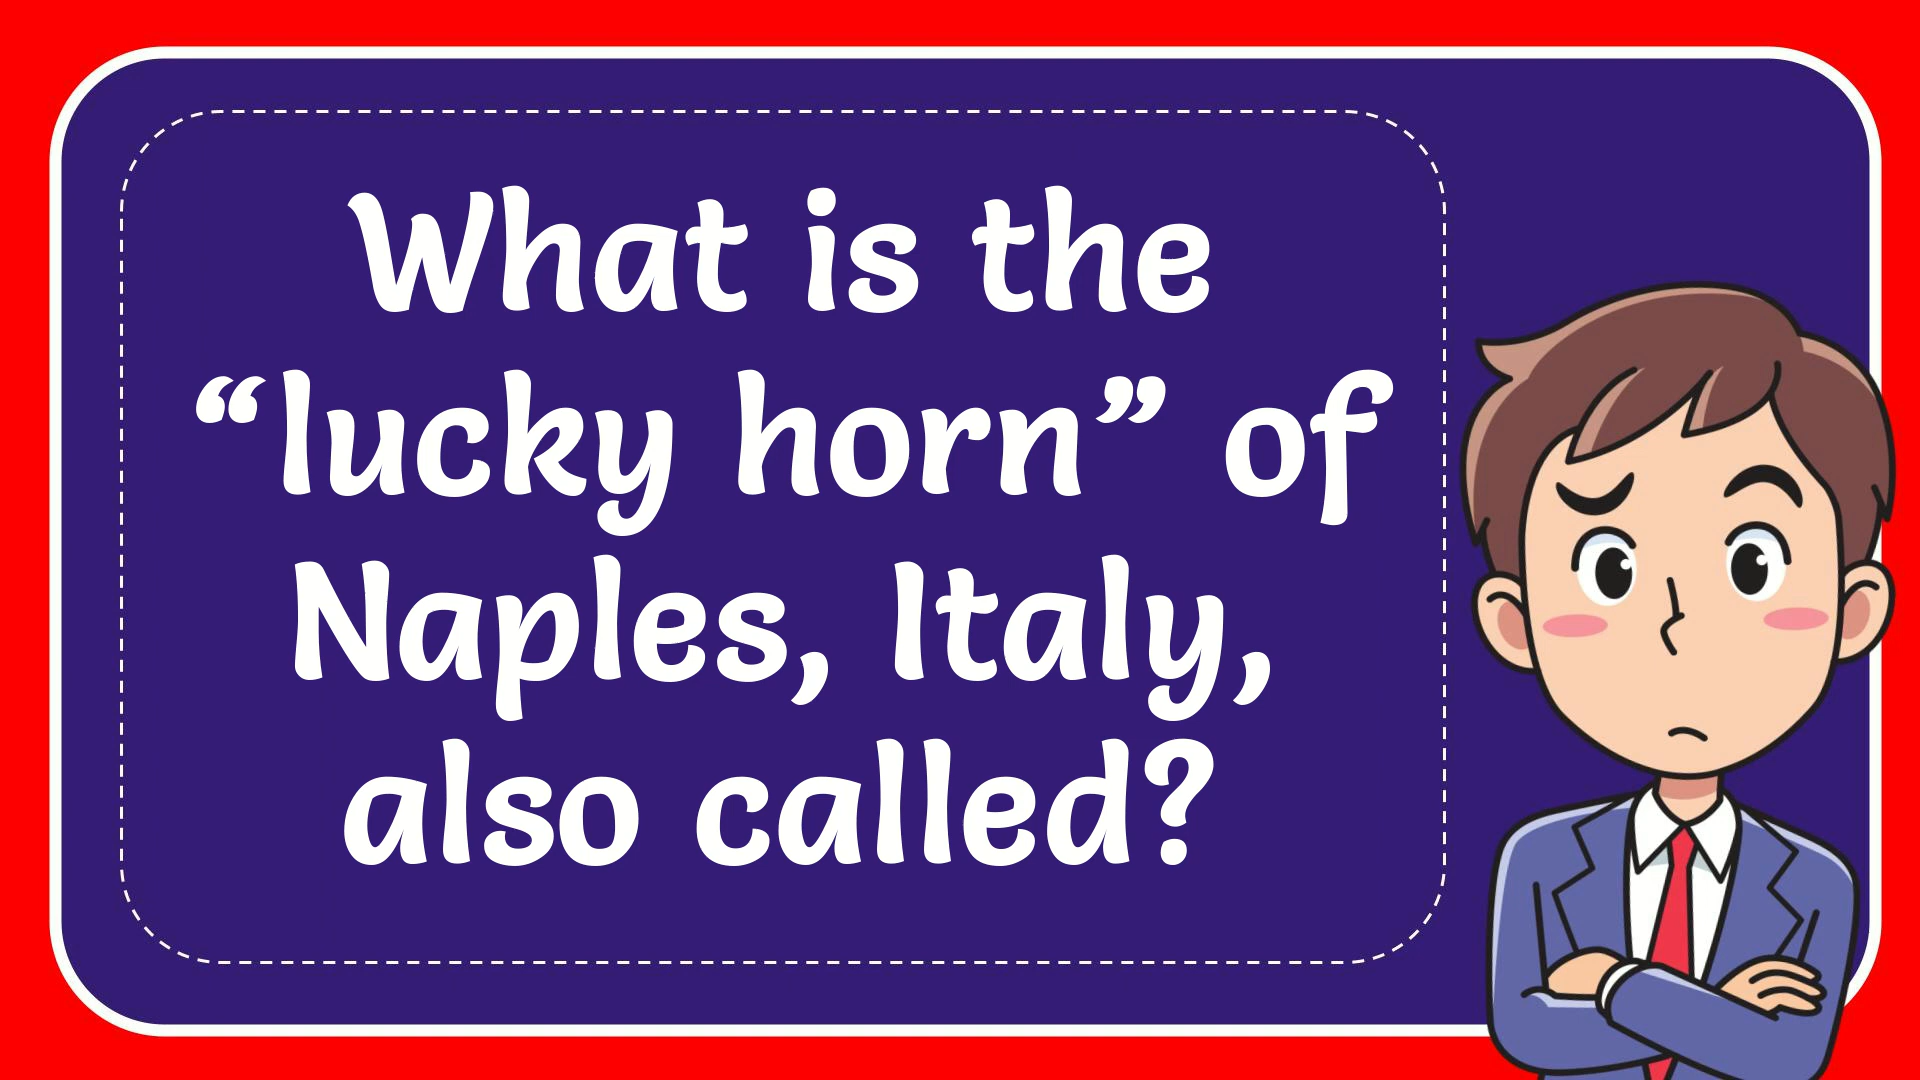 What is the
“lucky horn” of
Naples, Italy,
also called?